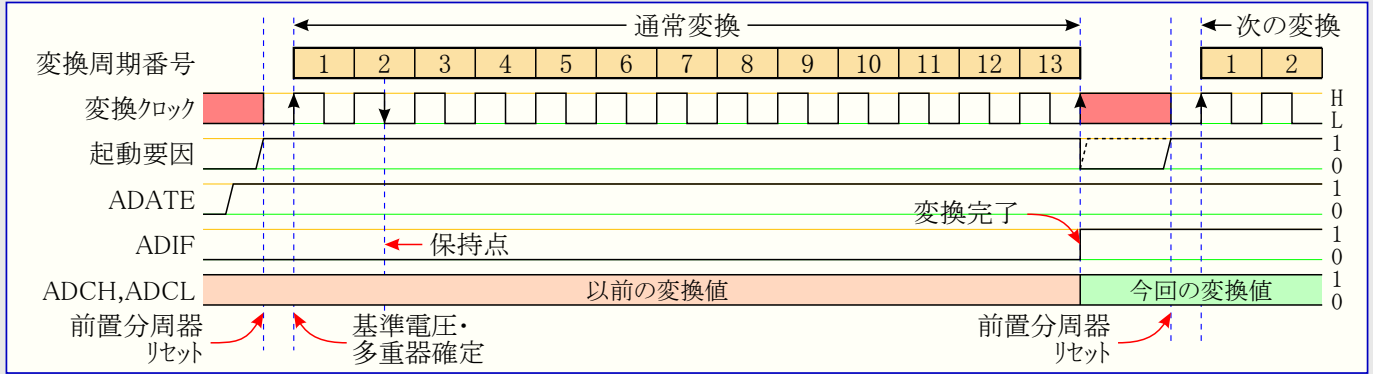 通常変換
次の変換
変換周期番号 1 2 3 4 5 6 7 8 9 10 11 12 13 1 2
変換クロック H L
起動要因 1 0
ADATE 1 0
変換完了
ADIF 保持点 1 0
ADCH,ADCL 以前の変換値 今回の変換値 1 0
前置分周器
リセット
基準電圧・
多重器確定
前置分周器
リセット